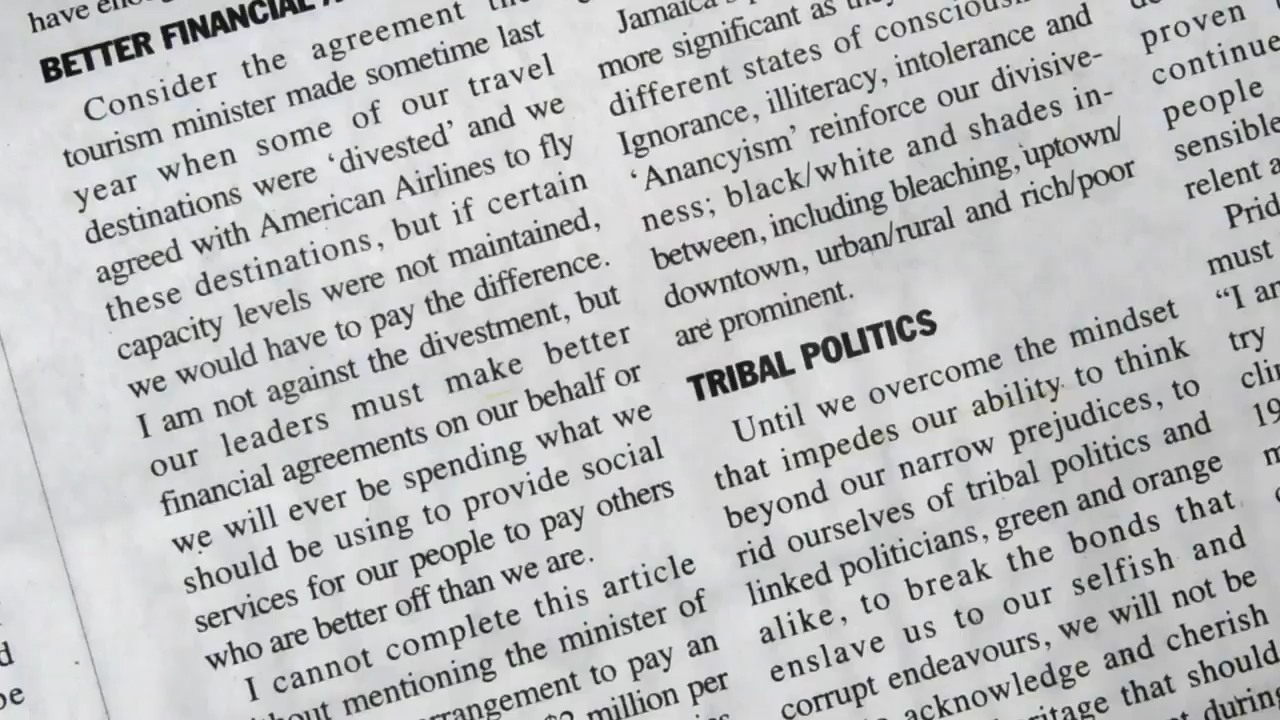 have
BETTER FINANCIAL
Consider the agreement
tourism minister made sometime last
year when some of our travel
destinations were ‘divested’ and we
agreed with American Airlines to fly
these destinations, but if certain
capacity levels were not maintained,
we would have to pay the difference.
I am not against the divestment, but
our leaders must make better
financial agreements on our behalf or
we will ever be spending what we
should be using to provide social
services for our people to pay others
who are better off than we are.
I cannot complete this article
mentioning the minister of
to pay an
million per
Jamaica's
more significant as
different states of
Ignorance, illiteracy, intolerance and
‘Anancyism’ reinforce our divisive-
ness; black/white and shades in-
between, including bleaching, uptown/
downtown, urban/rural and rich/poor
are prominent.
TRIBAL POLITICS
Until we overcome the mindset
that impedes our ability to think
beyond our narrow prejudices, to
rid ourselves of tribal politics and
linked politicians, green and orange
alike, to break the bonds that
enslave us to our selfish and
corrupt endeavours, we will not be
acknowledge and cherish
that should
during
proven
continue
people
sensible
relent
must
“I
try